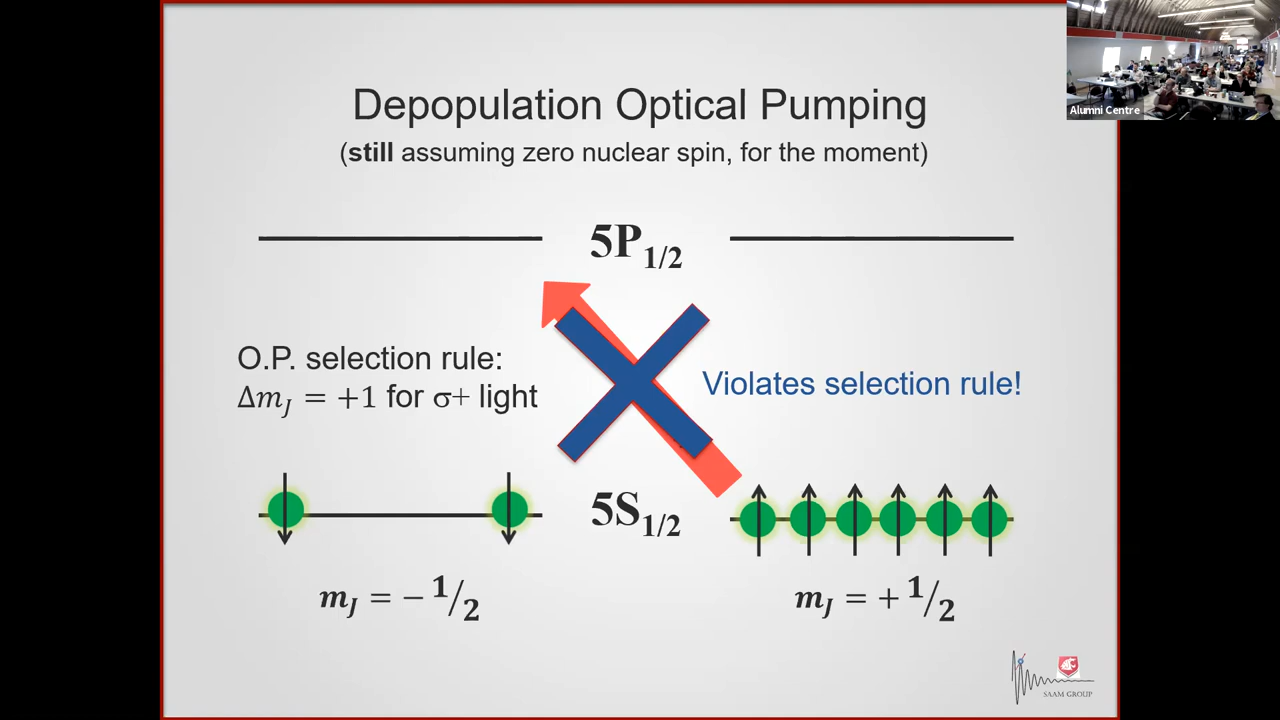 Alumni Centre
Depopulation Optical Pumping
(still assuming zero nuclear spin, for the moment)
5P1/2
O.P. selection rule:
Δm_J = +1 for σ+ light
Violates selection rule!
5S1/2
m_J = − 1/2
m_J = + 1/2
SAAM GROUP